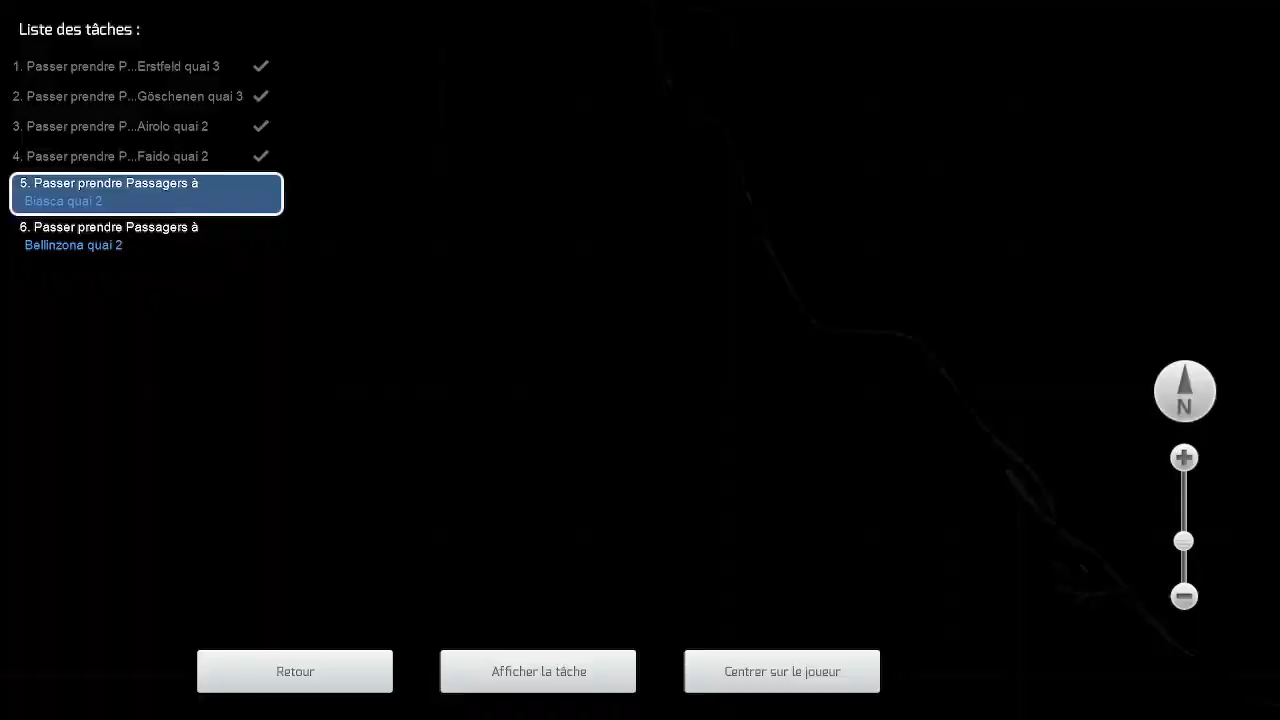 Liste des tâches :
1. Passer prendre P...Erstfeld quai 3
2. Passer prendre P...Göschenen quai 3
3. Passer prendre P...Airolo quai 2
4. Passer prendre P...Faido quai 2
5. Passer prendre Passagers à
Biasca quai 2
6. Passer prendre Passagers à
Bellinzona quai 2
N
Retour
Afficher la tâche
Centrer sur le joueur